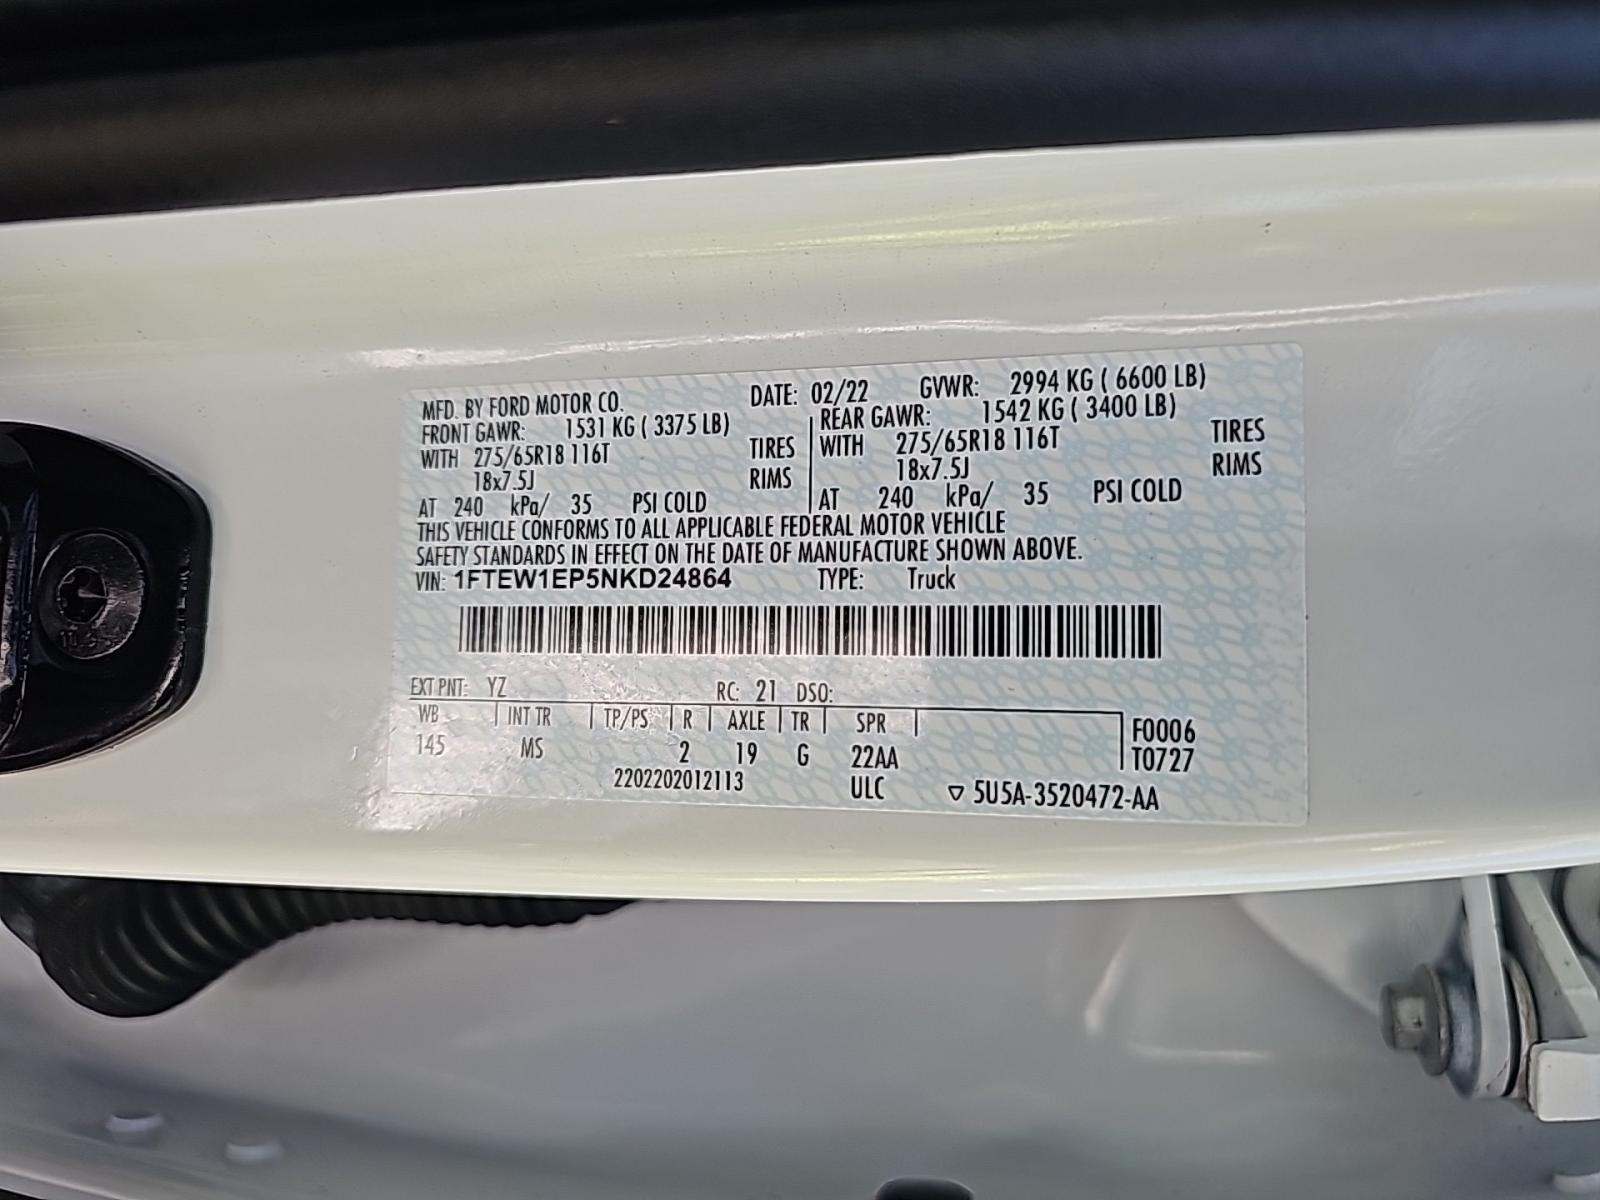 MFD. BY FORD MOTOR CO. DATE: 02/22 GVWR: 2994 KG ( 6600 LB)
FRONT GAWR: 1531 KG ( 3375 LB) REAR GAWR: 1542 KG ( 3400 LB)
WITH 275/65R18 116T TIRES WITH 275/65R18 116T TIRES
18x7.5J RIMS 18x7.5J RIMS
AT 240 kPa/ 35 PSI COLD AT 240 kPa/ 35 PSI COLD
THIS VEHICLE CONFORMS TO ALL APPLICABLE FEDERAL MOTOR VEHICLE
SAFETY STANDARDS IN EFFECT ON THE DATE OF MANUFACTURE SHOWN ABOVE.
VIN: 1FTEW1EP5NKD24864 TYPE: Truck
EXT PNT: YZ RC: 21 DSO:
WB INT TR TP/PS R AXLE TR SPR F0006
145 MS 2 19 G 22AA T0727
2202202012113 ULC ▽ 5U5A-3520472-AA